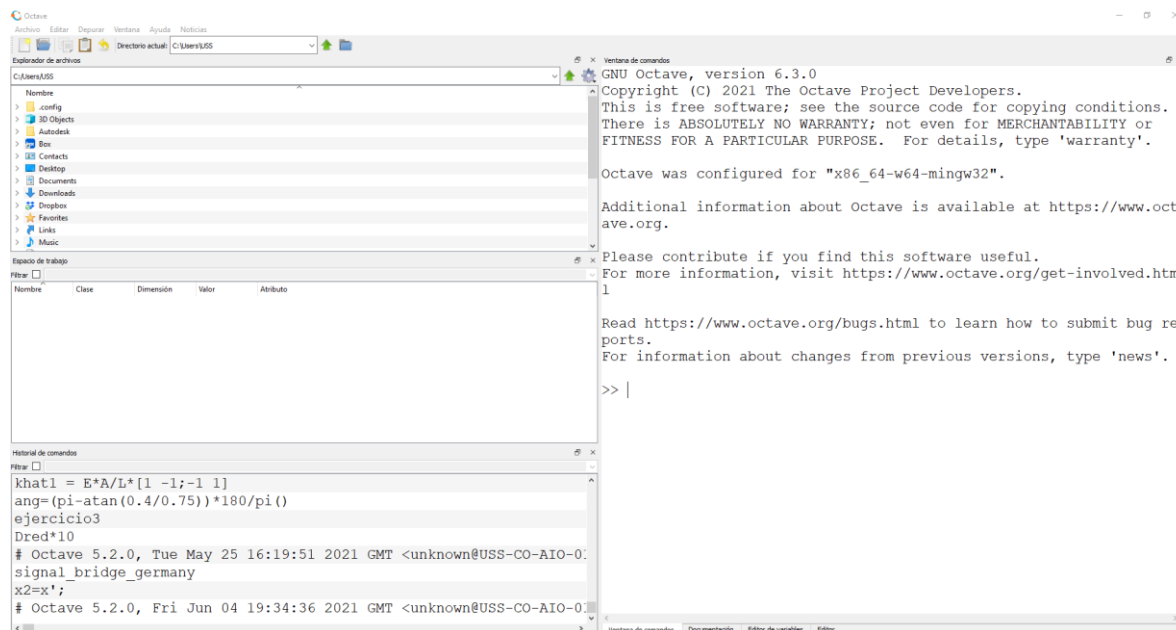 Octave
Archivo Editar Depurar Ventana Ayuda Noticias
Directorio actual: C:\Users\USS
Explorador de archivos
C:/Users/USS
Nombre
.config
3D Objects
Autodesk
Box
Contacts
Desktop
Documents
Downloads
Dropbox
Favorites
Links
Music
Espacio de trabajo
Filtrar
Nombre Clase Dimensión Valor Atributo
Historial de comandos
Filtrar
khat1 = E*A/L*[1 -1;-1 1]
ang=(pi-atan(0.4/0.75))*180/pi()
ejercicio3
Dred*10
# Octave 5.2.0, Tue May 25 16:19:51 2021 GMT <unknown@USS-CO-AIO-01
signal_bridge_germany
x2=x';
# Octave 5.2.0, Fri Jun 04 19:34:36 2021 GMT <unknown@USS-CO-AIO-01
Ventana de comandos
GNU Octave, version 6.3.0
Copyright (C) 2021 The Octave Project Developers.
This is free software; see the source code for copying conditions.
There is ABSOLUTELY NO WARRANTY; not even for MERCHANTABILITY or
FITNESS FOR A PARTICULAR PURPOSE.  For details, type 'warranty'.
Octave was configured for "x86_64-w64-mingw32".
Additional information about Octave is available at https://www.oct
ave.org.
Please contribute if you find this software useful.
For more information, visit https://www.octave.org/get-involved.htm
l
Read https://www.octave.org/bugs.html to learn how to submit bug re
ports.
For information about changes from previous versions, type 'news'.
>>
Ventana de comandos Documentación Editor de variables Editor